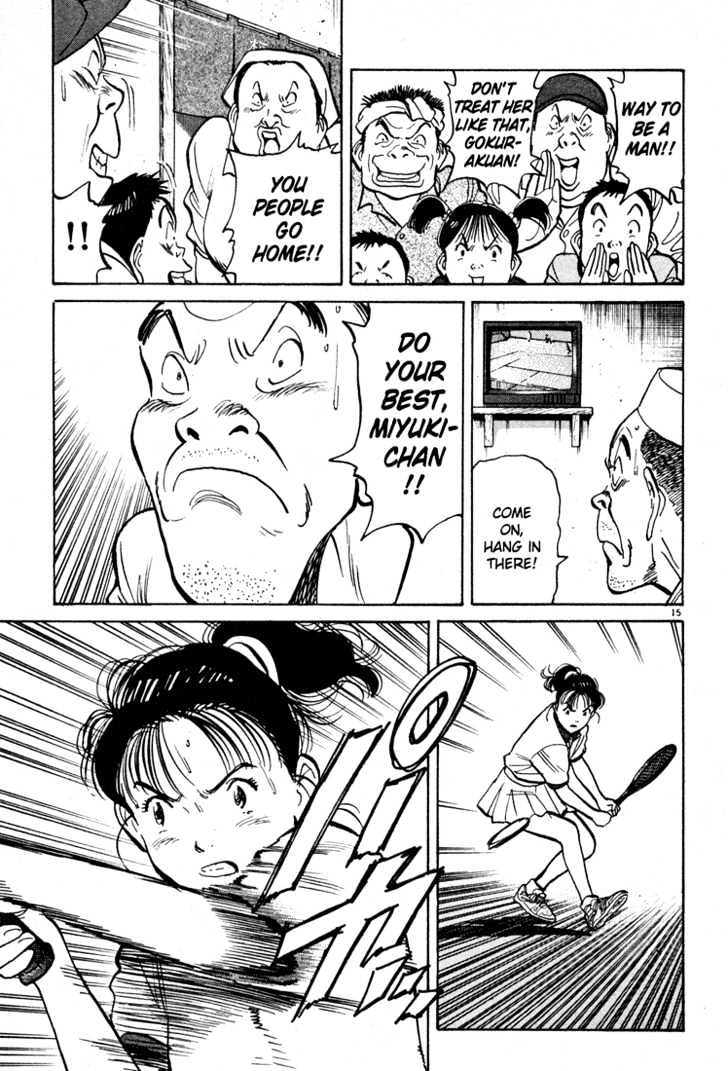 WAY TO
BE A
MAN!!
DON'T
TREAT HER
LIKE THAT,
GOKUR-
AKUAN!
YOU
PEOPLE
GO
HOME!!
!!
COME
ON,
HANG IN
THERE!
DO
YOUR
BEST,
MIYUKI-
CHAN
!!
15